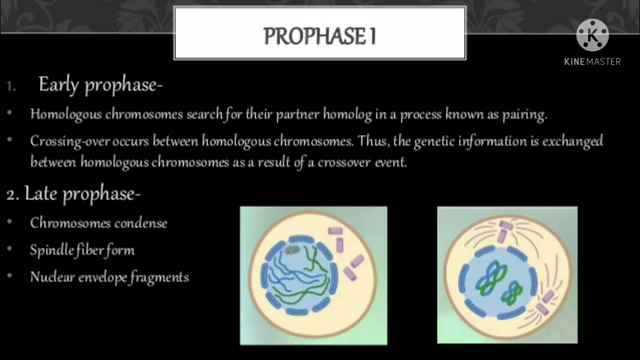 PROPHASE I
K
KINEMASTER
1. Early prophase-
• Homologous chromosomes search for their partner homolog in a process known as pairing.
• Crossing-over occurs between homologous chromosomes. Thus, the genetic information is exchanged
between homologous chromosomes as a result of a crossover event.
2. Late prophase-
• Chromosomes condense
• Spindle fiber form
• Nuclear envelope fragments